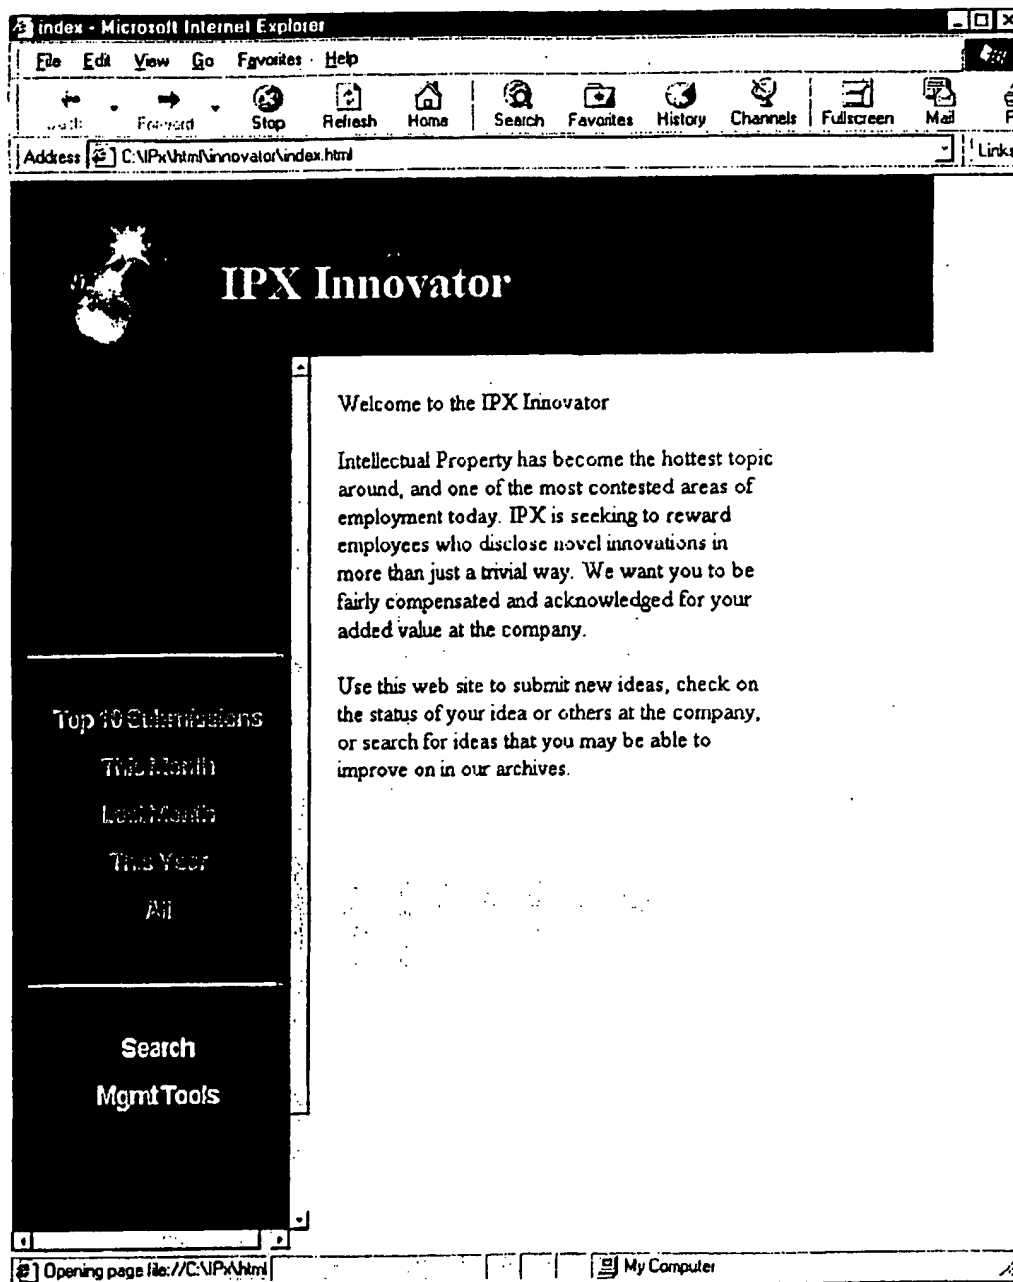 index - Microsoft Internet Explorer
File Edit View Go Favorites Help
Forward Stop Refresh Home Search Favorites History Channels Fullscreen Mail
Address C:\IPx\html\innovator\index.html Links
IPX Innovator
Welcome to the IPX Innovator
Intellectual Property has become the hottest topic
around, and one of the most contested areas of
employment today. IPX is seeking to reward
employees who disclose novel innovations in
more than just a trivial way. We want you to be
fairly compensated and acknowledged for your
added value at the company.
Use this web site to submit new ideas, check on
the status of your idea or others at the company,
or search for ideas that you may be able to
improve on in our archives.
Top 10 Submissions
This Month
Last Month
This Year
All
Search
Mgmt Tools
Opening page file://C:\IPx\html My Computer